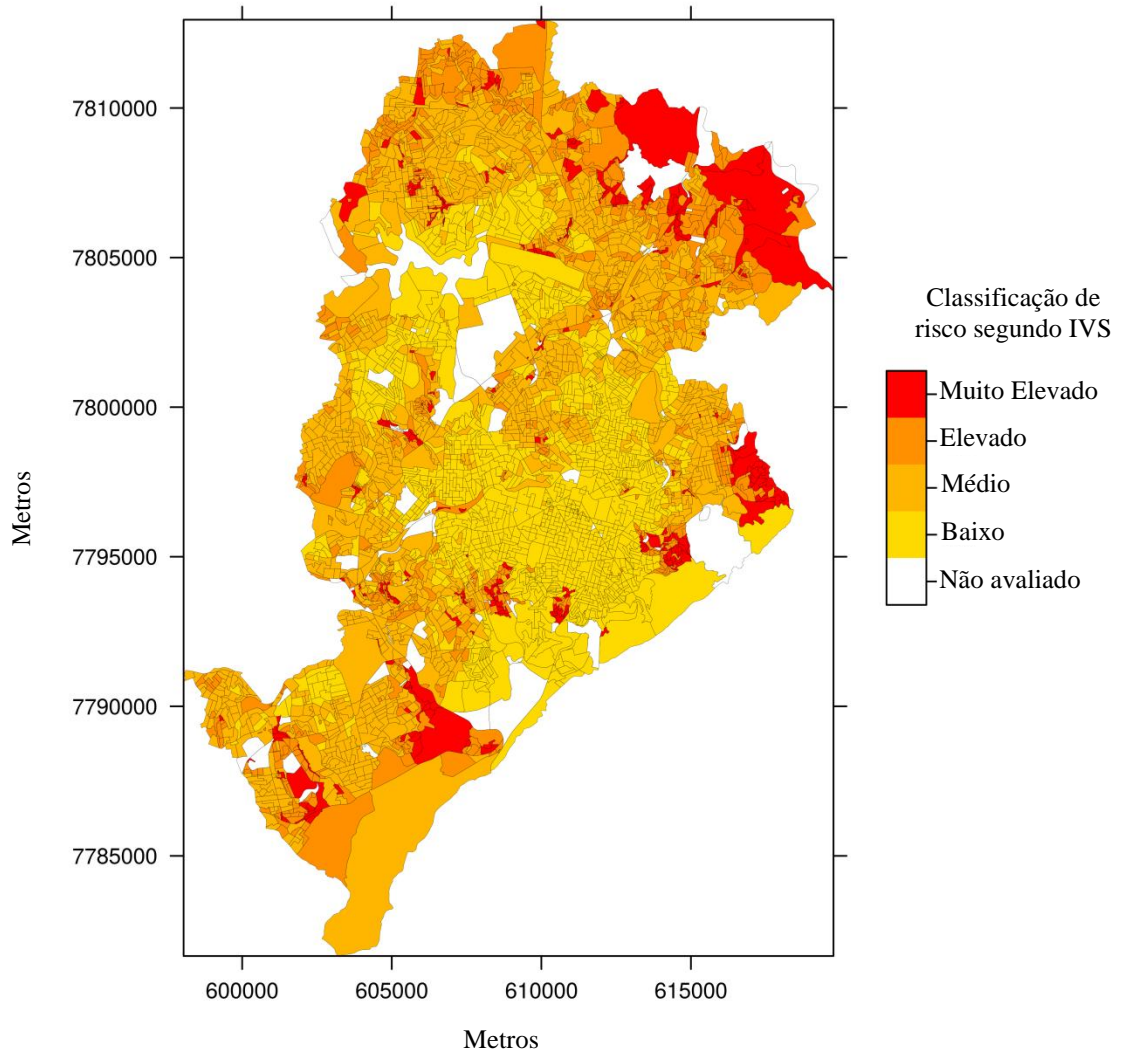 7810000
7805000
7800000
7795000
7790000
7785000
Metros
600000
605000
610000
615000
Metros
Classificação de
risco segundo IVS
Muito Elevado
Elevado
Médio
Baixo
Não avaliado